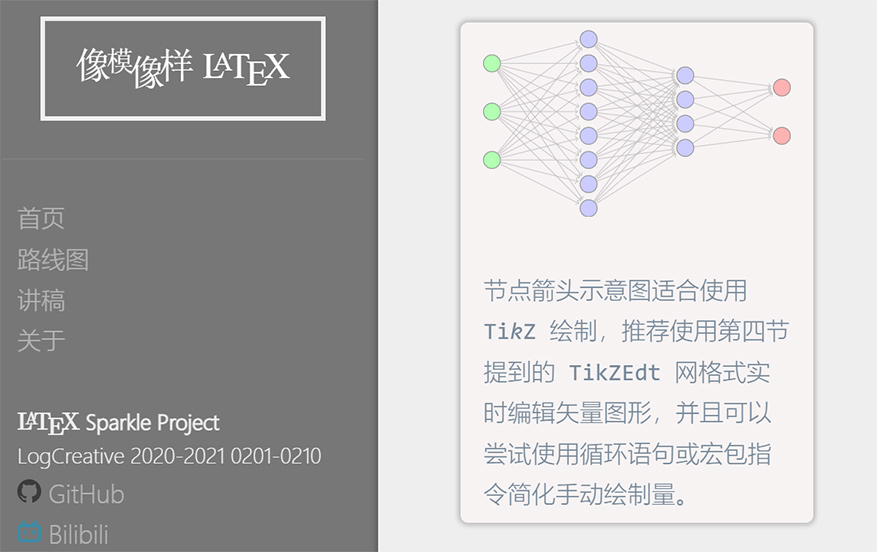 像模像样 LATEX
首页
路线图
讲稿
关于
LATEX Sparkle Project
LogCreative 2020-2021 0201-0210
GitHub
Bilibili
节点箭头示意图适合使用
TikZ 绘制，推荐使用第四节
提到的 TikZEdt 网格式实
时编辑矢量图形，并且可以
尝试使用循环语句或宏包指
令简化手动绘制量。